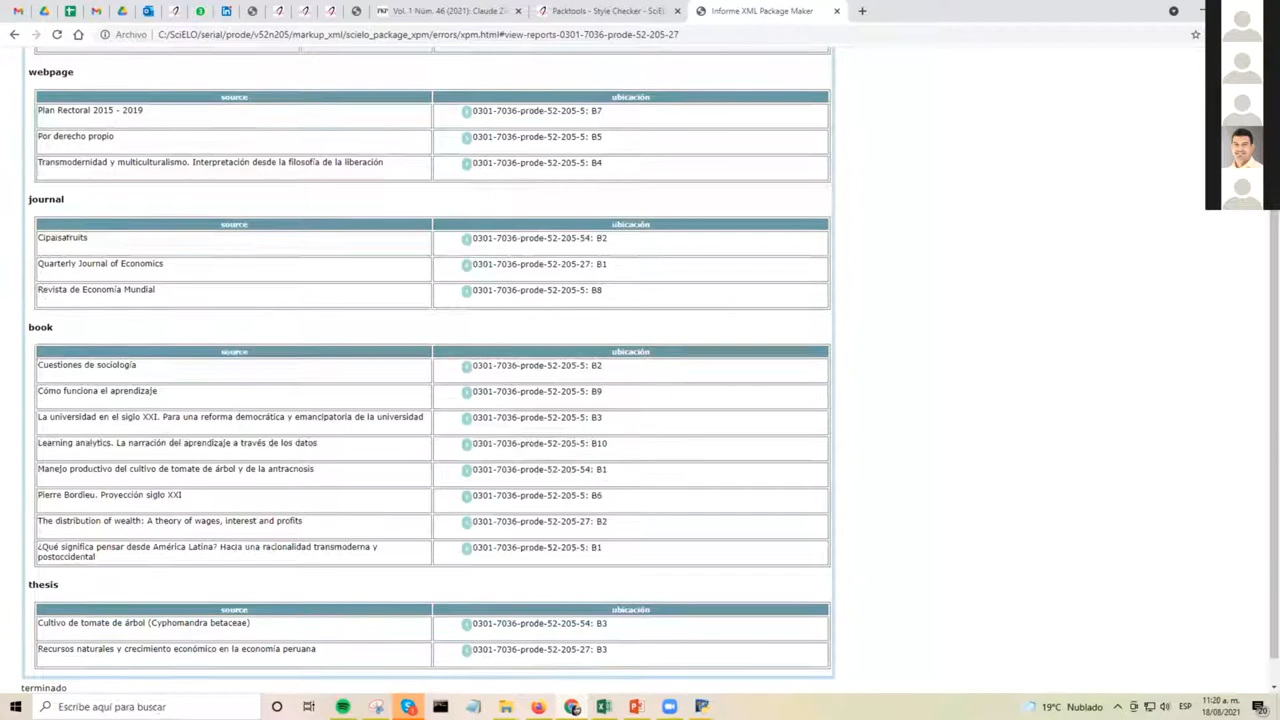 Vol. 1 Núm. 46 (2021): Claude Zi
Packtools - Style Checker - SciEL
Informe XML Package Maker
Archivo
C:/SciELO/serial/prode/v52n205/markup_xml/scielo_package_xpm/errors/xpm.html#view-reports-0301-7036-prode-52-205-27
webpage
source ubicación
Plan Rectoral 2015 - 2019 0301-7036-prode-52-205-5: B7
Por derecho propio 0301-7036-prode-52-205-5: B5
Transmodernidad y multiculturalismo. Interpretación desde la filosofía de la liberación 0301-7036-prode-52-205-5: B4
journal
source ubicación
Cipaisafruits 0301-7036-prode-52-205-54: B2
Quarterly Journal of Economics 0301-7036-prode-52-205-27: B1
Revista de Economía Mundial 0301-7036-prode-52-205-5: B8
book
source ubicación
Cuestiones de sociología 0301-7036-prode-52-205-5: B2
Cómo funciona el aprendizaje 0301-7036-prode-52-205-5: B9
La universidad en el siglo XXI. Para una reforma democrática y emancipatoria de la universidad 0301-7036-prode-52-205-5: B3
Learning analytics. La narración del aprendizaje a través de los datos 0301-7036-prode-52-205-5: B10
Manejo productivo del cultivo de tomate de árbol y de la antracnosis 0301-7036-prode-52-205-54: B1
Pierre Bordieu. Proyección siglo XXI 0301-7036-prode-52-205-5: B6
The distribution of wealth: A theory of wages, interest and profits 0301-7036-prode-52-205-27: B2
¿Qué significa pensar desde América Latina? Hacia una racionalidad transmoderna y 0301-7036-prode-52-205-5: B1
postoccidental
thesis
source ubicación
Cultivo de tomate de árbol (Cyphomandra betaceae) 0301-7036-prode-52-205-54: B3
Recursos naturales y crecimiento económico en la economía peruana 0301-7036-prode-52-205-27: B3
terminado
Escribe aquí para buscar
19°C Nublado
ESP
11:20 a. m.
18/08/2021
20